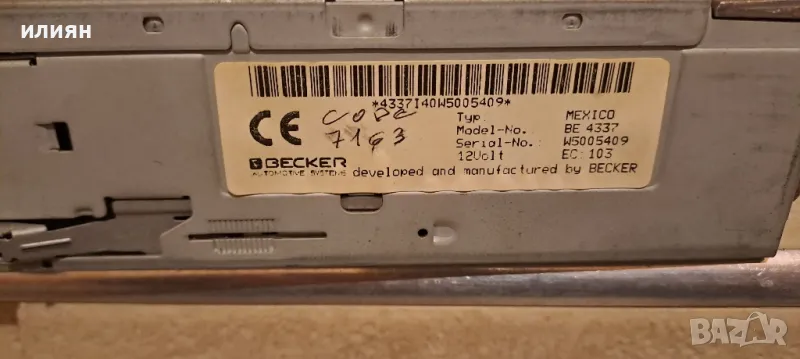 илиян
*4337I40W5005409*
CODE
7163
CE
Typ. MEXICO
Model-No.: BE 4337
Serial-No.: W5005409
12Volt EC: 103
BECKER
AUTOMOTIVE SYSTEMS
developed and manufactured by BECKER
BAZAR